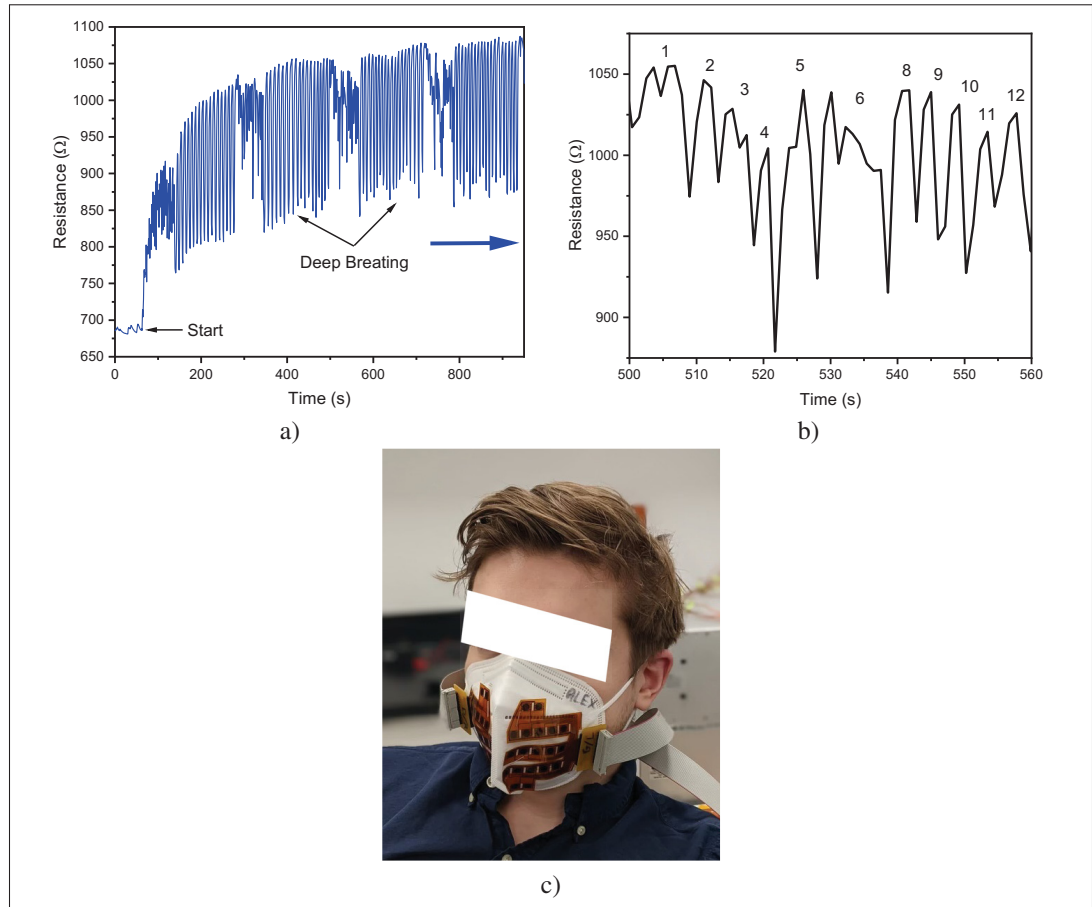 1100
1050
1000
950
900
850
800
750
700
650
0 200 400 600 800
Resistance (Ω)
Time (s)
Deep Breating
Start
a)
1050
1000
950
900
500 510 520 530 540 550 560
Resistance (Ω)
Time (s)
1 2 3 4 5 6 8 9 10 11 12
b)
ALEX
c)